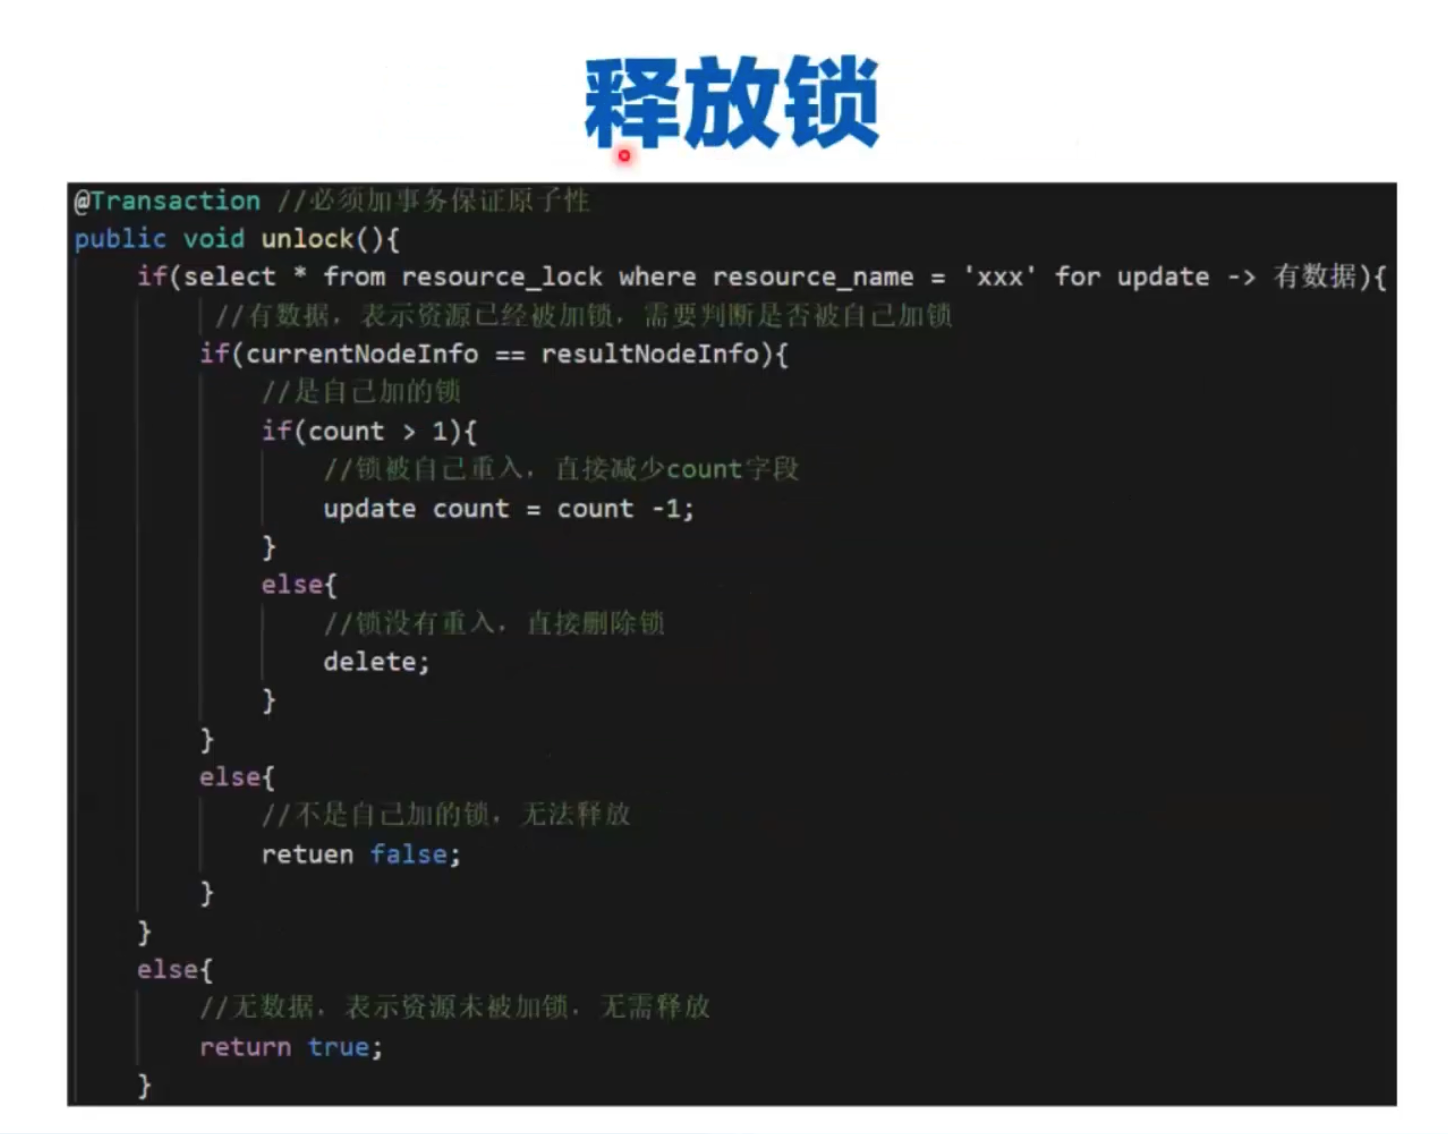 释放锁
@Transaction //必须加事务保证原子性
public void unlock(){
if(select * from resource_lock where resource_name = 'xxx' for update -> 有数据){
//有数据，表示资源已经被加锁，需要判断是否被自己加锁
if(currentNodeInfo == resultNodeInfo){
//是自己加的锁
if(count > 1){
//锁被自己重入，直接减少count字段
update count = count -1;
}
else{
//锁没有重入，直接删除锁
delete;
}
}
else{
//不是自己加的锁，无法释放
retuen false;
}
}
else{
//无数据，表示资源未被加锁，无需释放
return true;
}